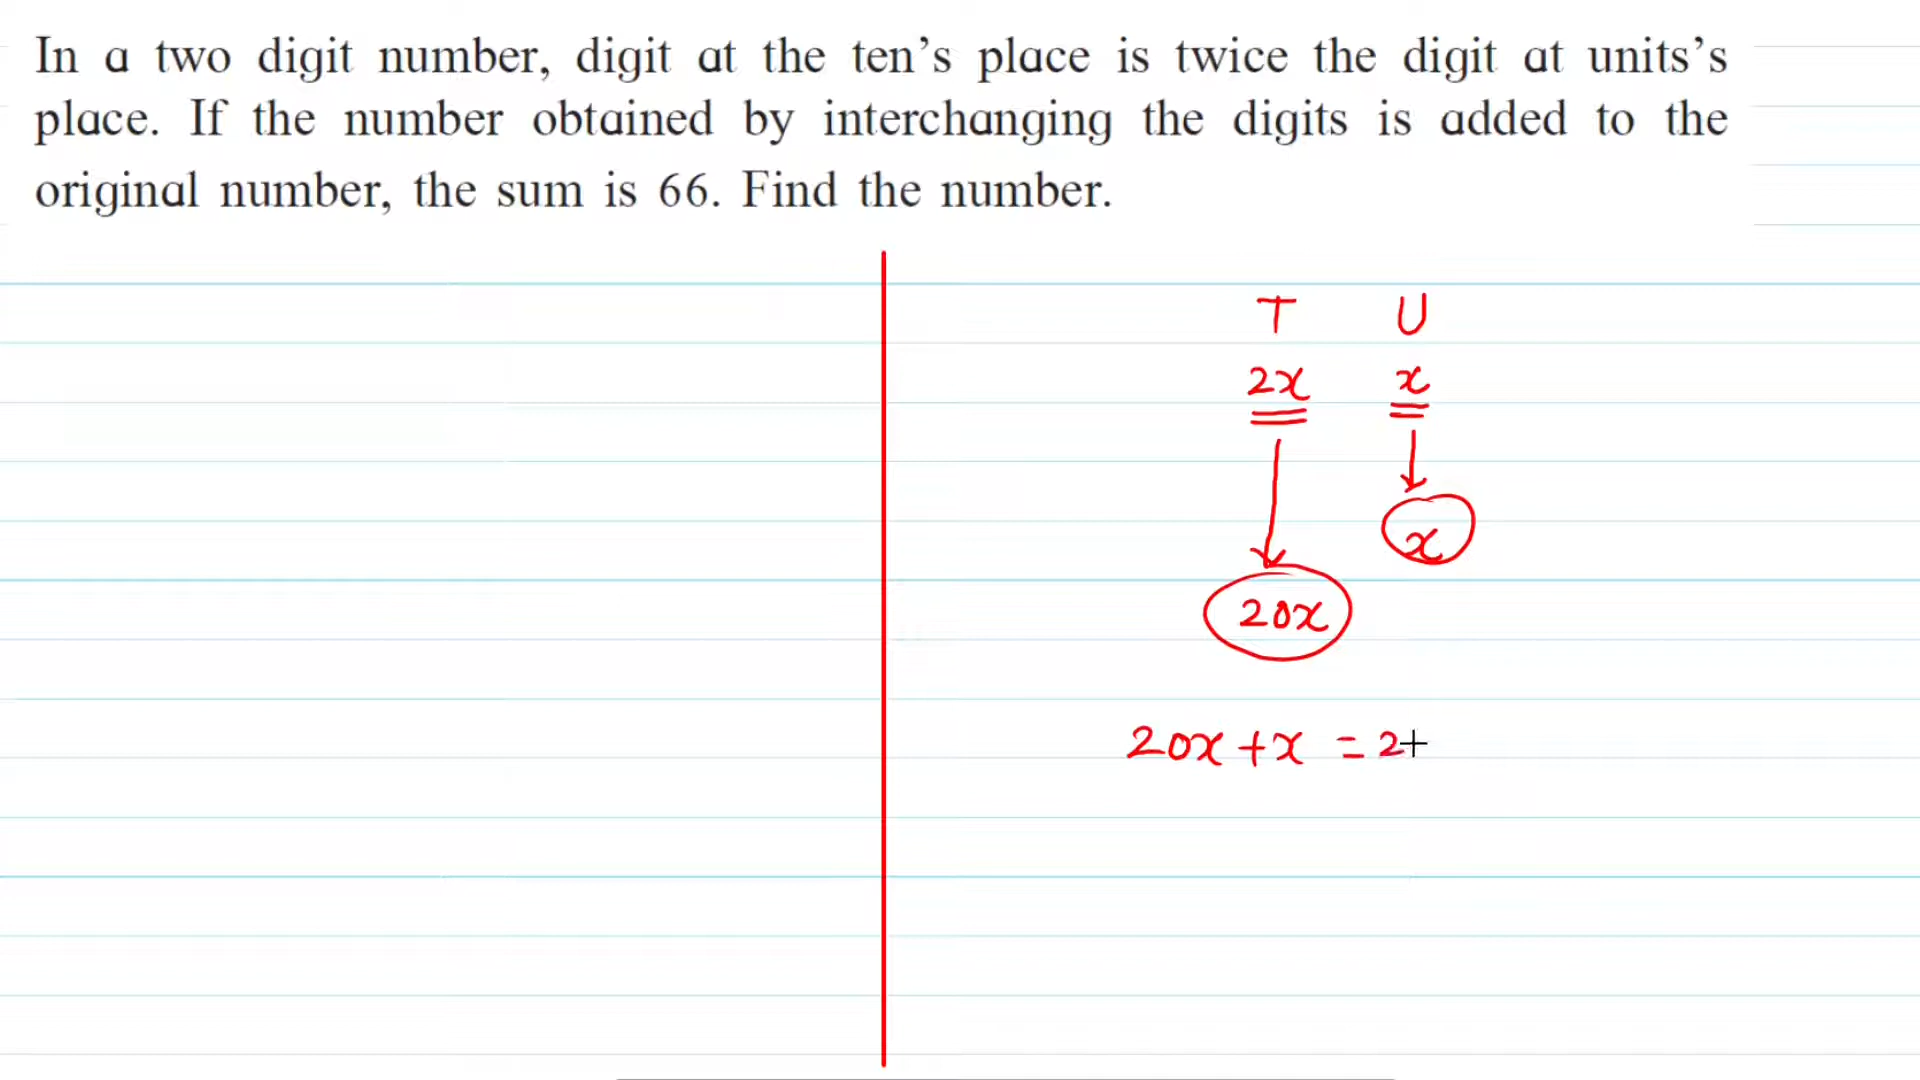 In a two digit number, digit at the ten’s place is twice the digit at units’s
place. If the number obtained by interchanging the digits is added to the
original number, the sum is 66. Find the number.
T U
2x x
x
20x
20x + x = 2